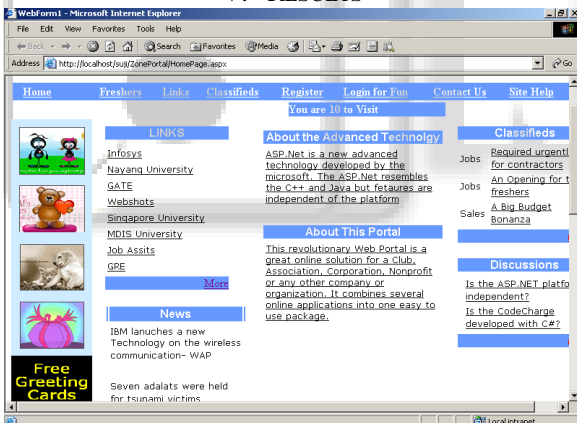 WebForm1 - Microsoft Internet Explorer
File Edit View Favorites Tools Help
Back Search Favorites Media
Address http://localhost/suji/ZonePortal/HomePage.aspx Go
Home Freshers Links Classifieds Register Login for Fun Contact Us Site Help
You are 10 to Visit
LINKS
Infosys
Nayang University
GATE
Webshots
Singapore University
MDIS University
Job Assits
GRE
More
News
IBM lanuches a new
Technology on the wireless
communication- WAP
Seven adalats were held
for tsunami victims
About the Advanced Technolgy
ASP.Net is a new advanced
technology developed by the
microsoft. The ASP.Net resembles
the C++ and Java but fetaures are
independent of the platform
About This Portal
This revolutionary Web Portal is a
great online solution for a Club,
Association, Corporation, Nonprofit
or any other company or
organization. It combines several
online applications into one easy to
use package.
Classifieds
Jobs Required urgentl
for contractors
Jobs An Opening for t
freshers
Sales A Big Budget
Bonanza
Discussions
Is the ASP.NET platfo
independent?
Is the CodeCharge
developed with C#?
Free
Greeting
Cards
Local intranet